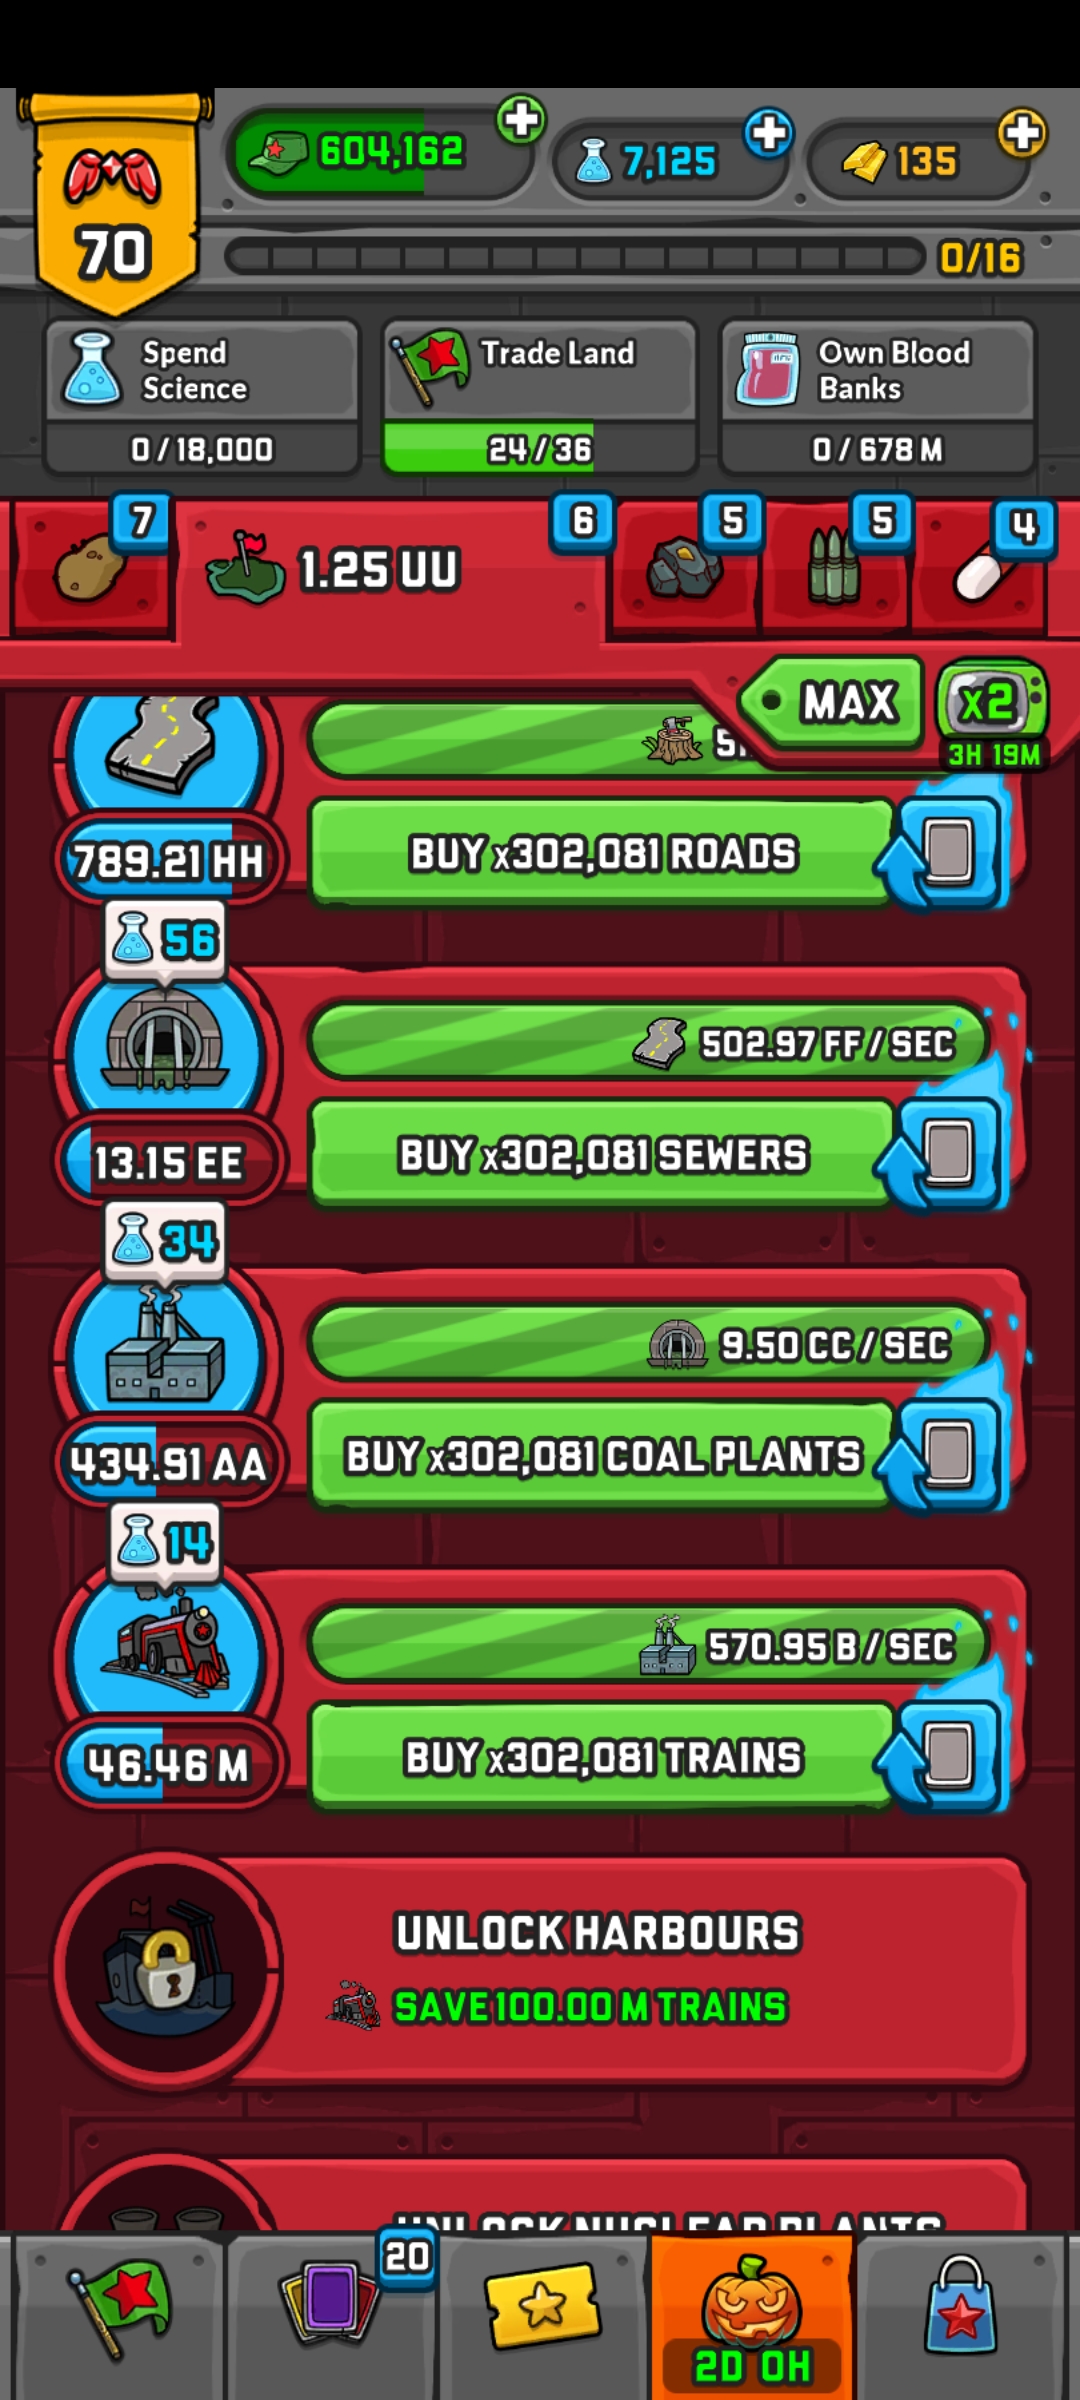 604,162
7,125
135
70
0/16
Spend
Science
0/18,000
Trade Land
24/36
Own Blood
Banks
0/678 M
7
1.25 UU
6
5
5
4
MAX
x2
3H 19M
789.21 HH
BUY x302,081 ROADS
56
502.97 FF/SEC
13.15 EE
BUY x302,081 SEWERS
34
9.50 CC/SEC
434.91 AA
BUY x302,081 COAL PLANTS
14
570.95 B/SEC
46.46 M
BUY x302,081 TRAINS
UNLOCK HARBOURS
SAVE 100.00 M TRAINS
UNLOCK NUCLEAR PLANTS
20
2D 0H